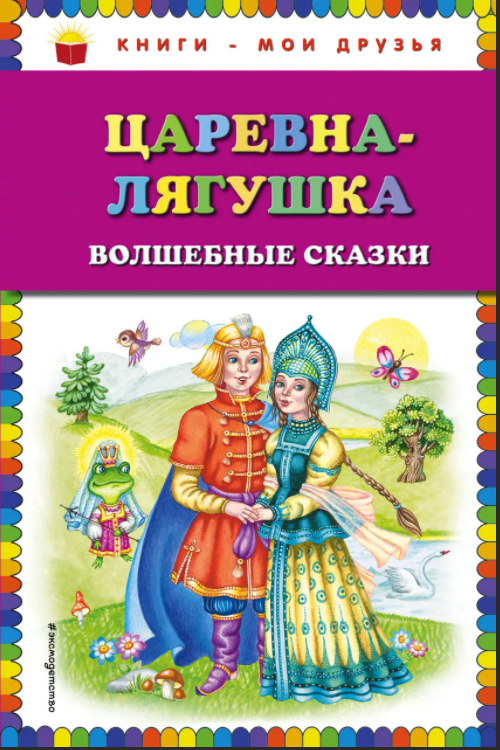 КНИГИ - МОИ ДРУЗЬЯ
ЦАРЕВНА-
ЛЯГУШКА
ВОЛШЕБНЫЕ СКАЗКИ
#эксмодетство